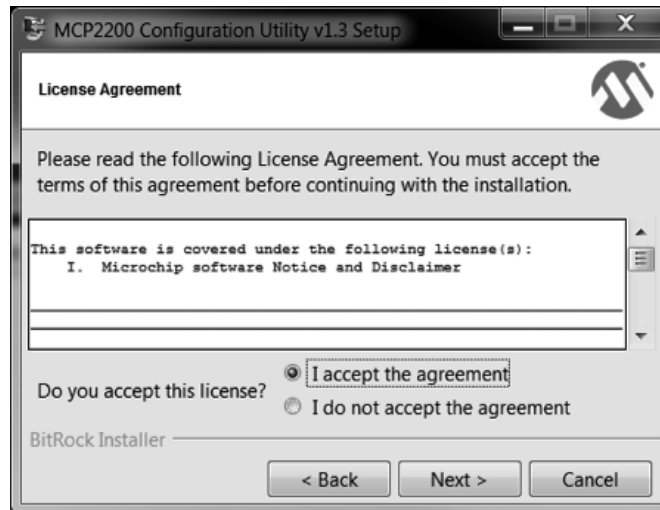 MCP2200 Configuration Utility v1.3 Setup
License Agreement
Please read the following License Agreement. You must accept the
terms of this agreement before continuing with the installation.
This software is covered under the following license(s):
I. Microchip software Notice and Disclaimer
Do you accept this license?
I accept the agreement
I do not accept the agreement
BitRock Installer
< Back
Next >
Cancel